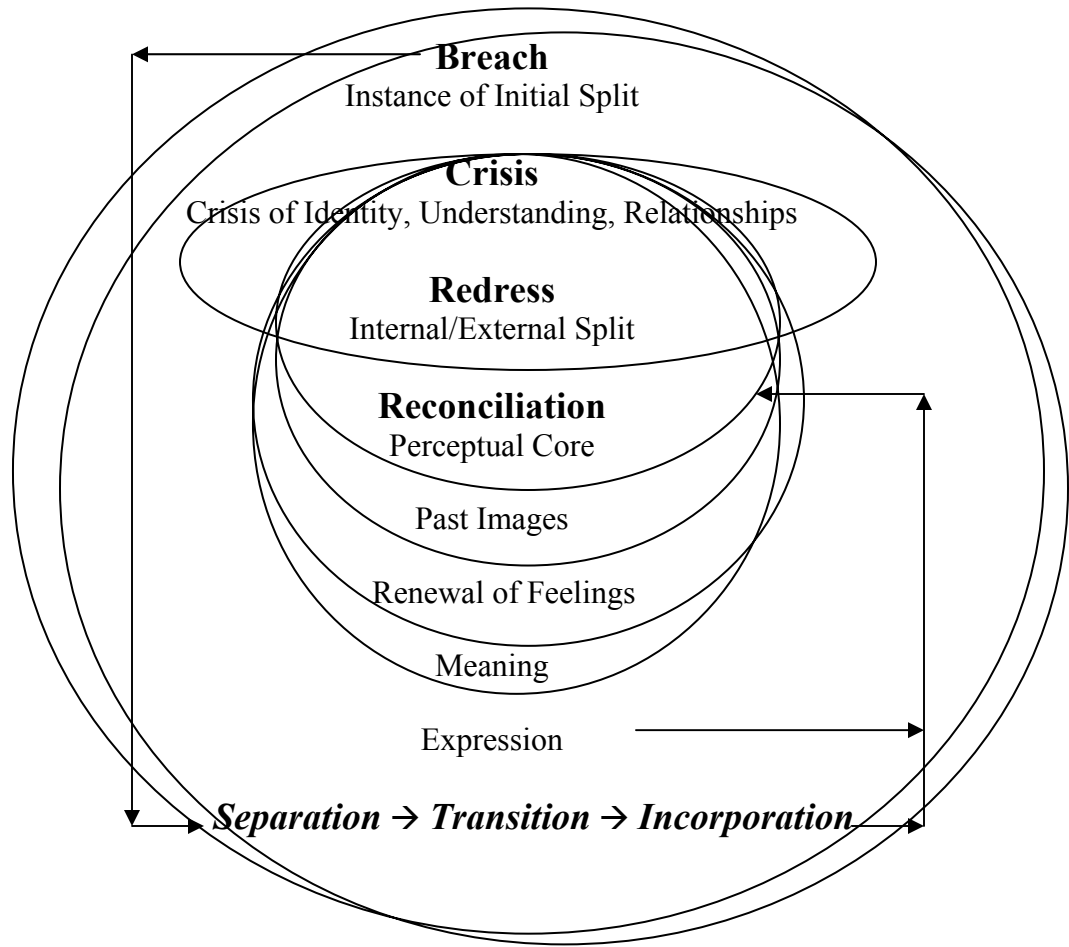 Breach
Instance of Initial Split
Crisis
Crisis of Identity, Understanding, Relationships
Redress
Internal/External Split
Reconciliation
Perceptual Core
Past Images
Renewal of Feelings
Meaning
Expression
Separation → Transition → Incorporation